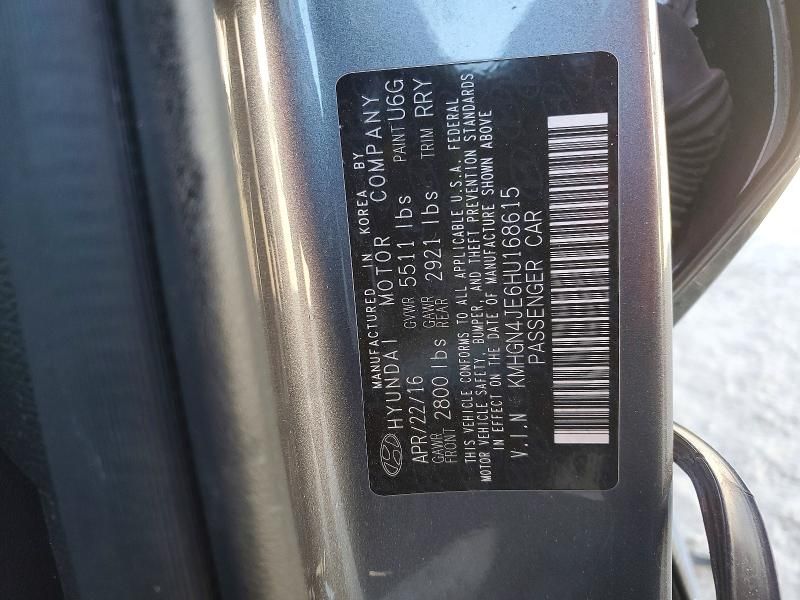 MANUFACTURED IN KOREA BY
HYUNDAI MOTOR COMPANY
APR/22/16 GVWR 5511 lbs PAINT U6G
GAWR FRONT 2800 lbs GAWR REAR 2921 lbs TRIM RRY
THIS VEHICLE CONFORMS TO ALL APPLICABLE U.S.A. FEDERAL
MOTOR VEHICLE SAFETY, BUMPER, AND THEFT PREVENTION STANDARDS
IN EFFECT ON THE DATE OF MANUFACTURE SHOWN ABOVE
V.I.N KMHGN4JE6HU168615
PASSENGER CAR